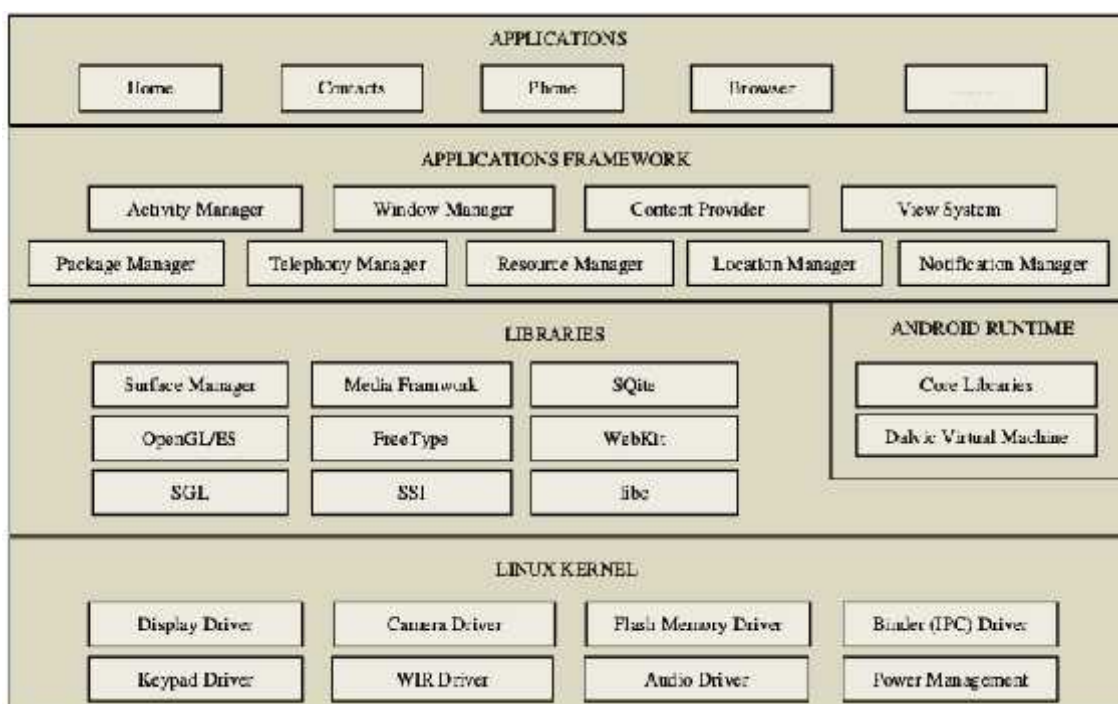 APPLICATIONS
Home Contacts Phone Browser
APPLICATIONS FRAMEWORK
Activity Manager Window Manager Content Provider View System
Package Manager Telephony Manager Resource Manager Location Manager Notification Manager
LIBRARIES
ANDROID RUNTIME
Surface Manager Media Framwork SQite
Core Libraries
OpenGL/ES FreeType WebKit
Dalvic Virtual Machine
SGL SSI libc
LINUX KERNEL
Display Driver Camera Driver Flash Memory Driver Binder (IPC) Driver
Keypad Driver WIR Driver Audio Driver Power Management